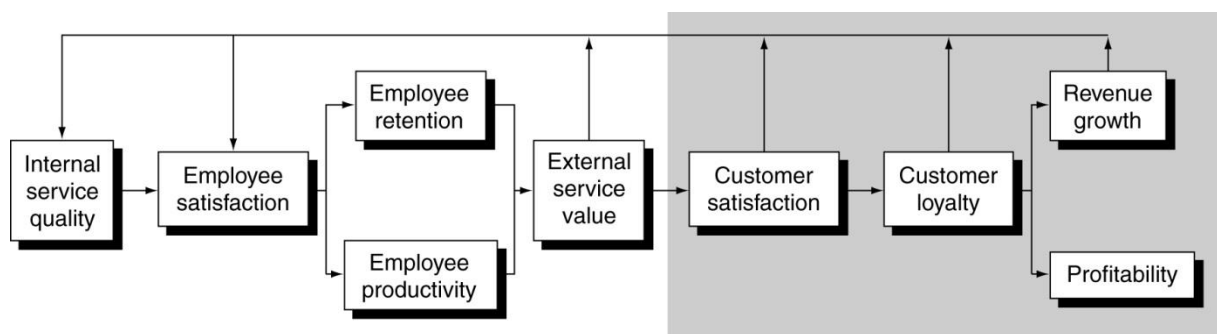 Internal
service
quality
Employee
satisfaction
Employee
retention
Employee
productivity
External
service
value
Customer
satisfaction
Customer
loyalty
Revenue
growth
Profitability